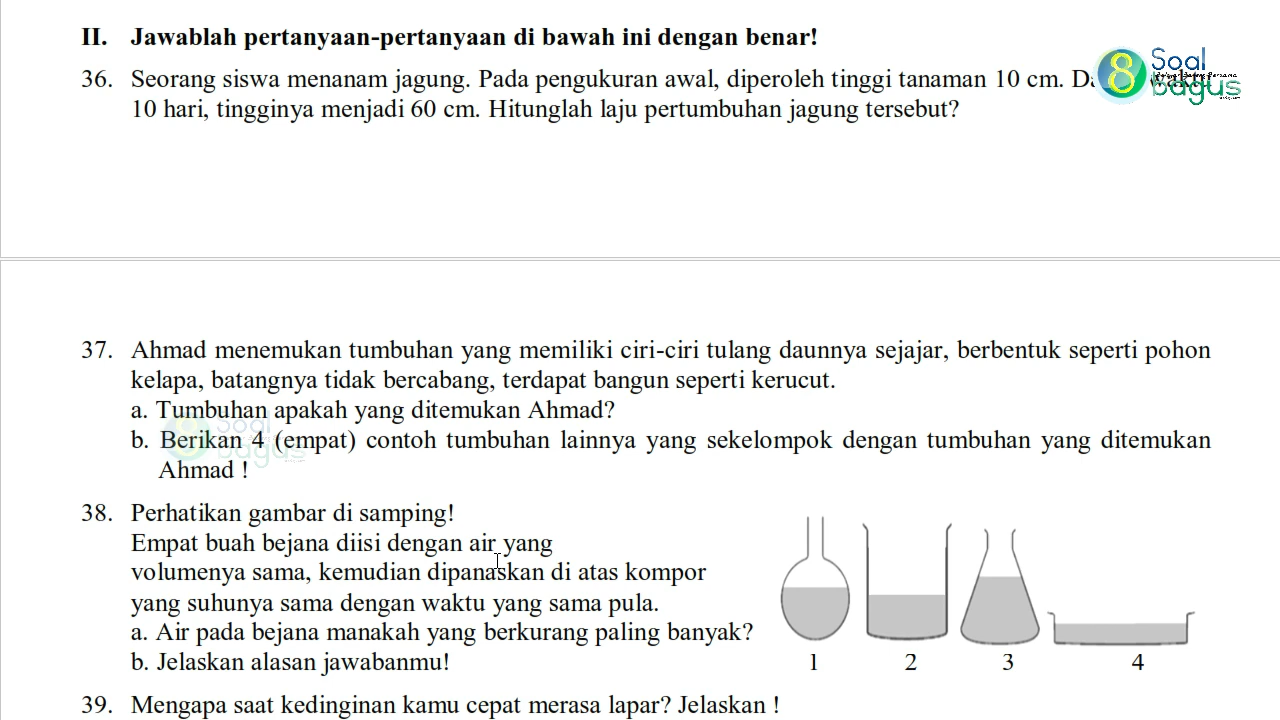 II. Jawablah pertanyaan-pertanyaan di bawah ini dengan benar!
36. Seorang siswa menanam jagung. Pada pengukuran awal, diperoleh tinggi tanaman 10 cm.
10 hari, tingginya menjadi 60 cm. Hitunglah laju pertumbuhan jagung tersebut?
8 Soal
bagus
37. Ahmad menemukan tumbuhan yang memiliki ciri-ciri tulang daunnya sejajar, berbentuk seperti pohon
kelapa, batangnya tidak bercabang, terdapat bangun seperti kerucut.
a. Tumbuhan apakah yang ditemukan Ahmad?
b. Berikan 4 (empat) contoh tumbuhan lainnya yang sekelompok dengan tumbuhan yang ditemukan
Ahmad !
8 Soal
bagus
38. Perhatikan gambar di samping!
Empat buah bejana diisi dengan air yang
volumenya sama, kemudian dipanaskan di atas kompor
yang suhunya sama dengan waktu yang sama pula.
a. Air pada bejana manakah yang berkurang paling banyak?
b. Jelaskan alasan jawabanmu!
1 2 3 4
39. Mengapa saat kedinginan kamu cepat merasa lapar? Jelaskan !